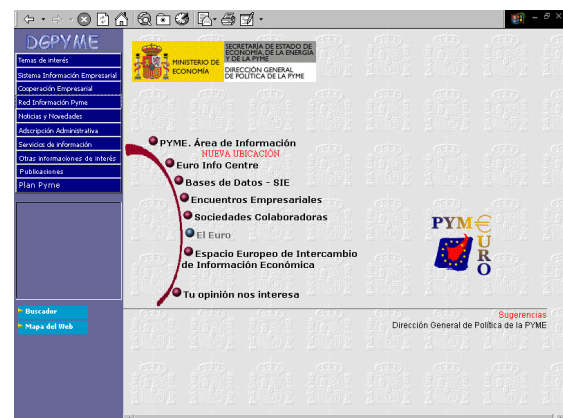 DGPYME
Temas de interés
Sistema Información Empresarial
Cooperación Empresarial
Red Información Pyme
Noticias y Novedades
Adscripción Administrativa
Servicios de información
Otras informaciones de interés
Publicaciones
Plan Pyme
Buscador
Mapa del Web
MINISTERIO DE
ECONOMÍA
SECRETARÍA DE ESTADO DE
ECONOMÍA, DE LA ENERGÍA
Y DE LA PYME
DIRECCIÓN GENERAL
DE POLÍTICA DE LA PYME
PYME. Área de Información
NUEVA UBICACIÓN
Euro Info Centre
Bases de Datos - SIE
Encuentros Empresariales
Sociedades Colaboradoras
El Euro
Espacio Europeo de Intercambio
de Información Económica
Tu opinión nos interesa
PYM€
URO
Sugerencias
Dirección General de Política de la PYME